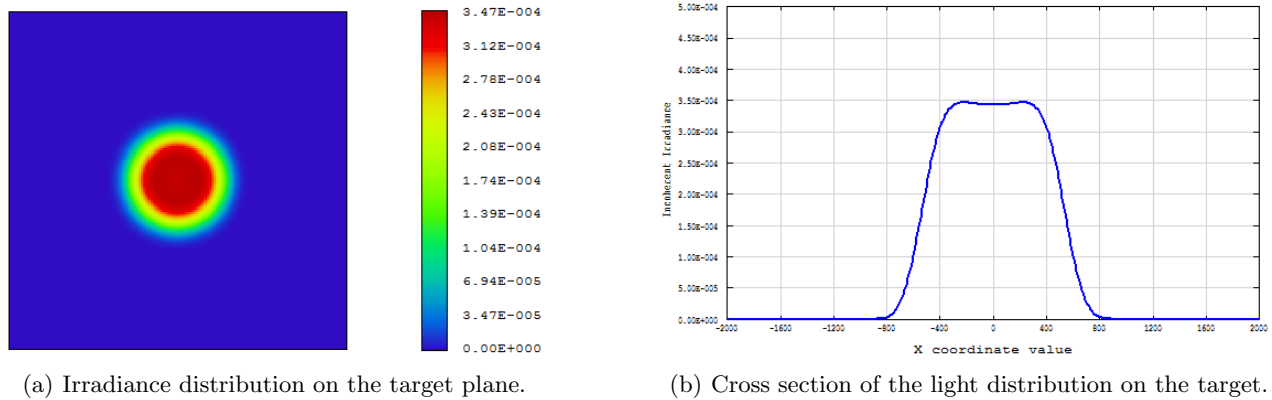 3.47E-004
3.12E-004
2.78E-004
2.43E-004
2.08E-004
1.74E-004
1.39E-004
1.04E-004
6.94E-005
3.47E-005
0.00E+000
(a) Irradiance distribution on the target plane.
5.00E-004
4.50E-004
4.00E-004
3.50E-004
3.00E-004
2.50E-004
2.00E-004
1.50E-004
1.00E-004
5.00E-005
0.00E+000
Incoherent Irradiance
-2000 -1600 -1200 -800 -400 0 400 800 1200 1600 2000
X coordinate value
(b) Cross section of the light distribution on the target.